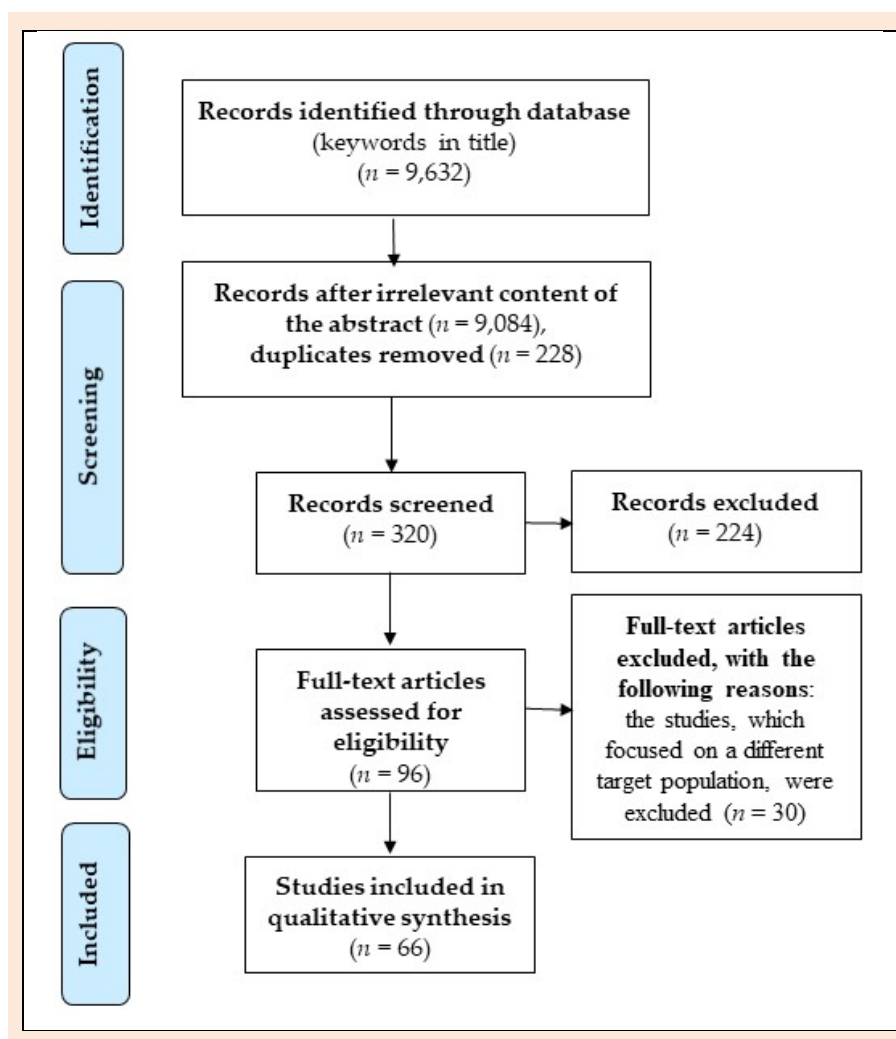 Identification
Records identified through database
(keywords in title)
(n = 9,632)
Screening
Records after irrelevant content of
the abstract (n = 9,084),
duplicates removed (n = 228)
Records screened
(n = 320)
Records excluded
(n = 224)
Eligibility
Full-text articles
assessed for
eligibility
(n = 96)
Full-text articles
excluded, with the
following reasons:
the studies, which
focused on a different
target population, were
excluded (n = 30)
Included
Studies included in
qualitative synthesis
(n = 66)